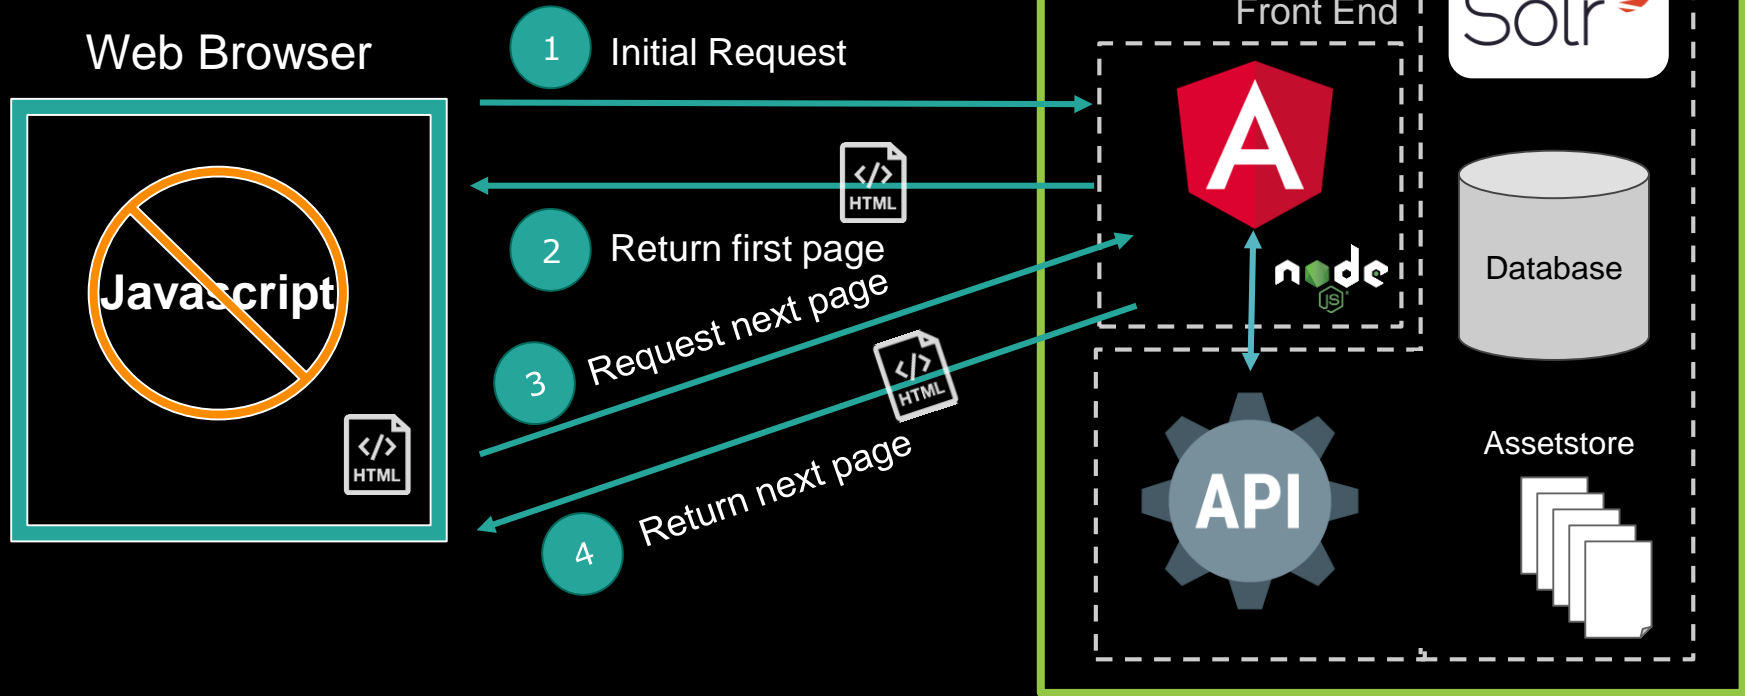 Web Browser
Javascript
</>
HTML
1
Initial Request
</>
HTML
2
Return first page
3
Request next page
</>
HTML
4
Return next page
Front End
A
node
JS
API
Solr
Database
Assetstore